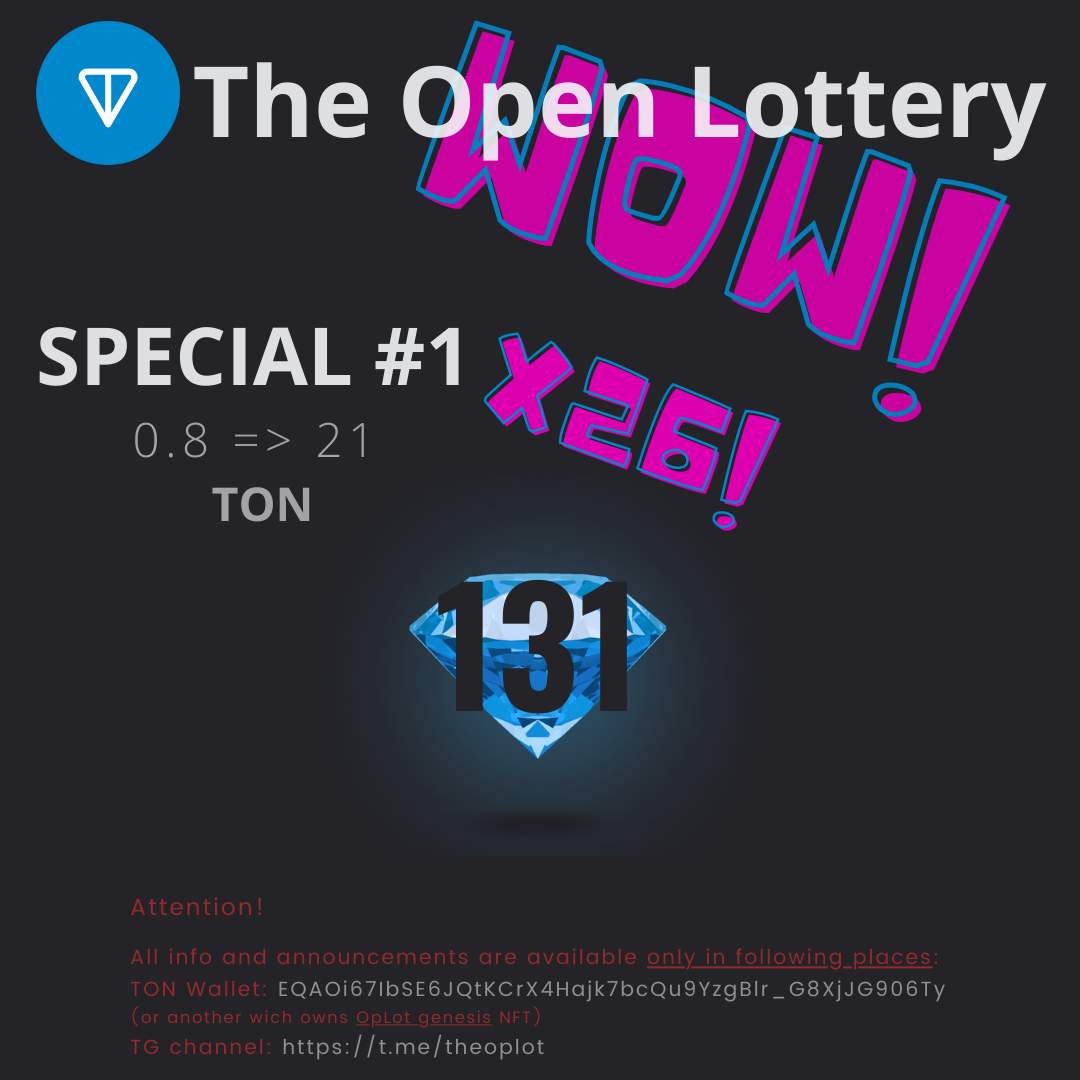 The Open Lottery
WOW!
SPECIAL #1
x26!
0.8 => 21
TON
131
Attention!
All info and announcements are available only in following places:
TON Wallet: EQAOi67IbSE6JQtKCrX4Hajk7bcQu9YzgBlr_G8XjJG906Ty
(or another wich owns OpLot genesis NFT)
TG channel: https://t.me/theoplot